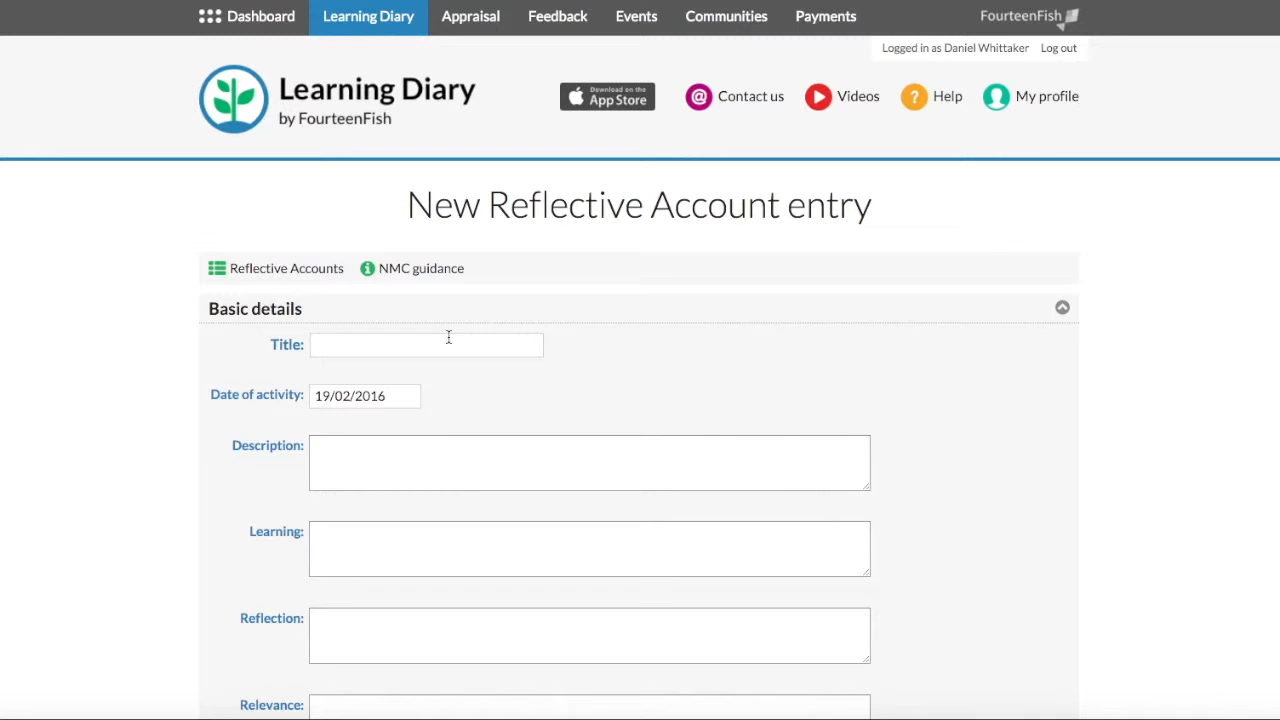 Dashboard Learning Diary Appraisal Feedback Events Communities Payments FourteenFish
Logged in as Daniel Whittaker Log out
Learning Diary
by FourteenFish
Download on the
App Store
@ Contact us Videos ? Help My profile
New Reflective Account entry
Reflective Accounts i NMC guidance
Basic details
Title:
Date of activity: 19/02/2016
Description:
Learning:
Reflection:
Relevance: